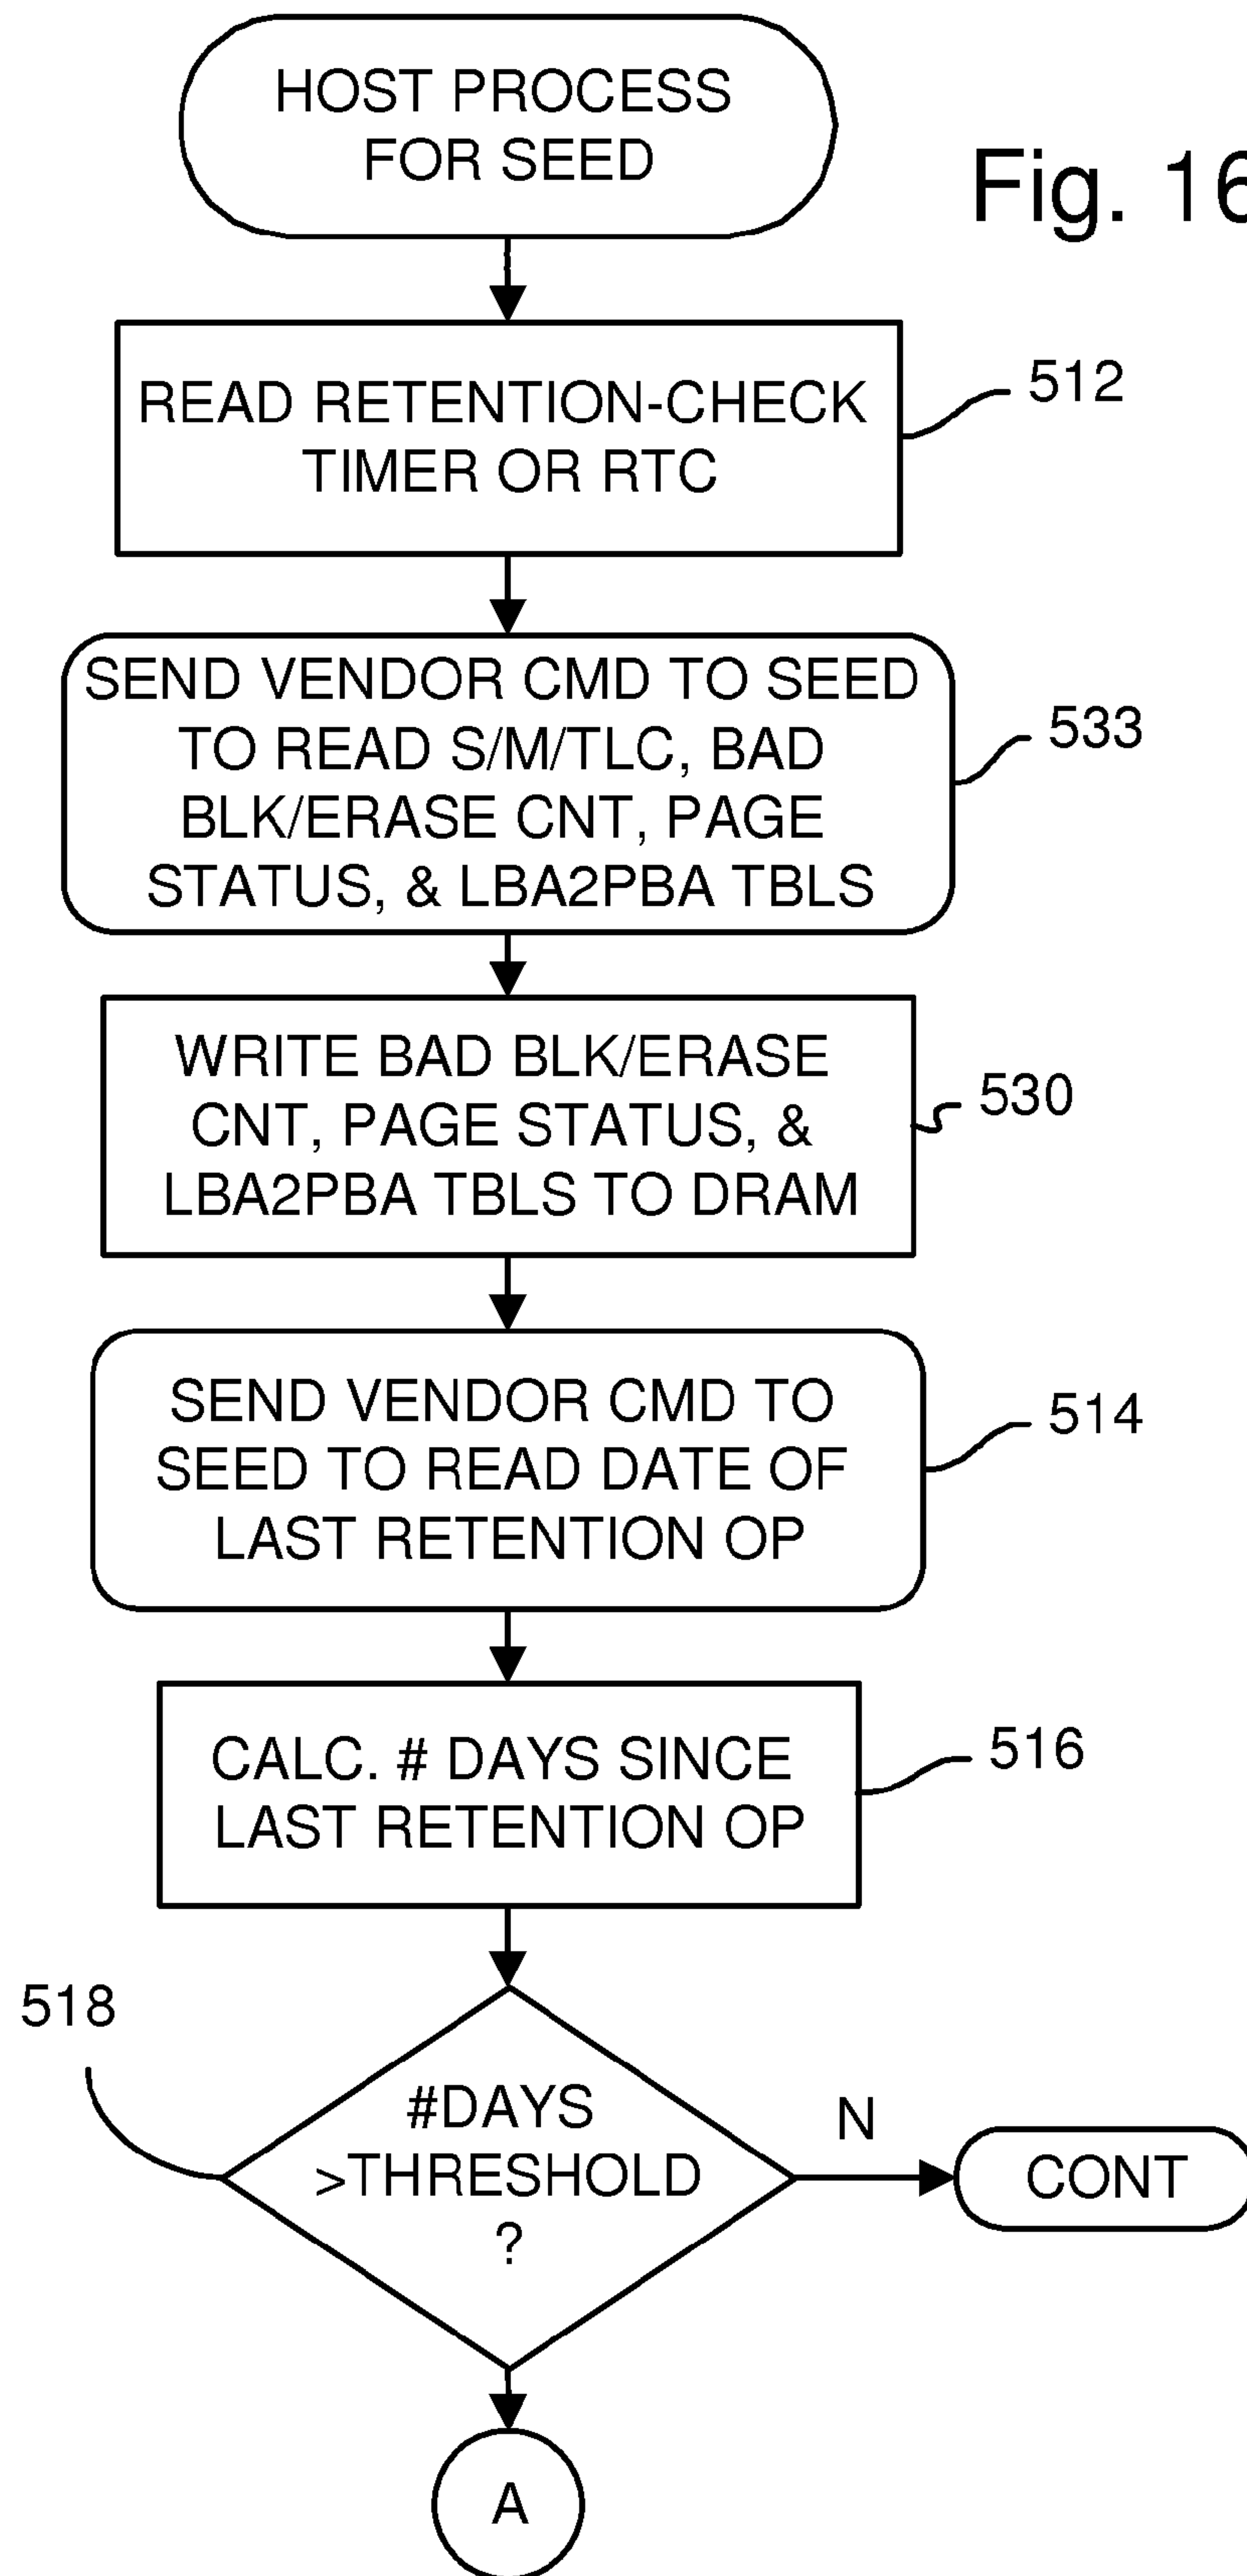 HOST PROCESS
FOR SEED
Fig. 16
READ RETENTION-CHECK
TIMER OR RTC
512
SEND VENDOR CMD TO SEED
TO READ S/M/TLC, BAD
BLK/ERASE CNT, PAGE
STATUS, & LBA2PBA TBLS
533
WRITE BAD BLK/ERASE
CNT, PAGE STATUS, &
LBA2PBA TBLS TO DRAM
530
SEND VENDOR CMD TO
SEED TO READ DATE OF
LAST RETENTION OP
514
CALC. # DAYS SINCE
LAST RETENTION OP
516
518
#DAYS
>THRESHOLD
?
N
CONT
A